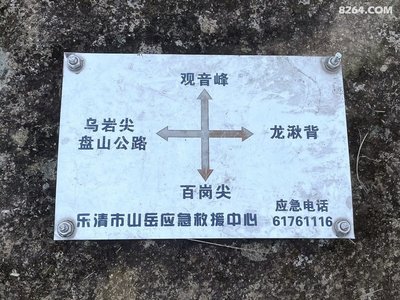 8264.COM
观音峰
乌岩尖
盘山公路
龙湫背
百岗尖
应急电话
乐清市山岳应急救援中心
61761116